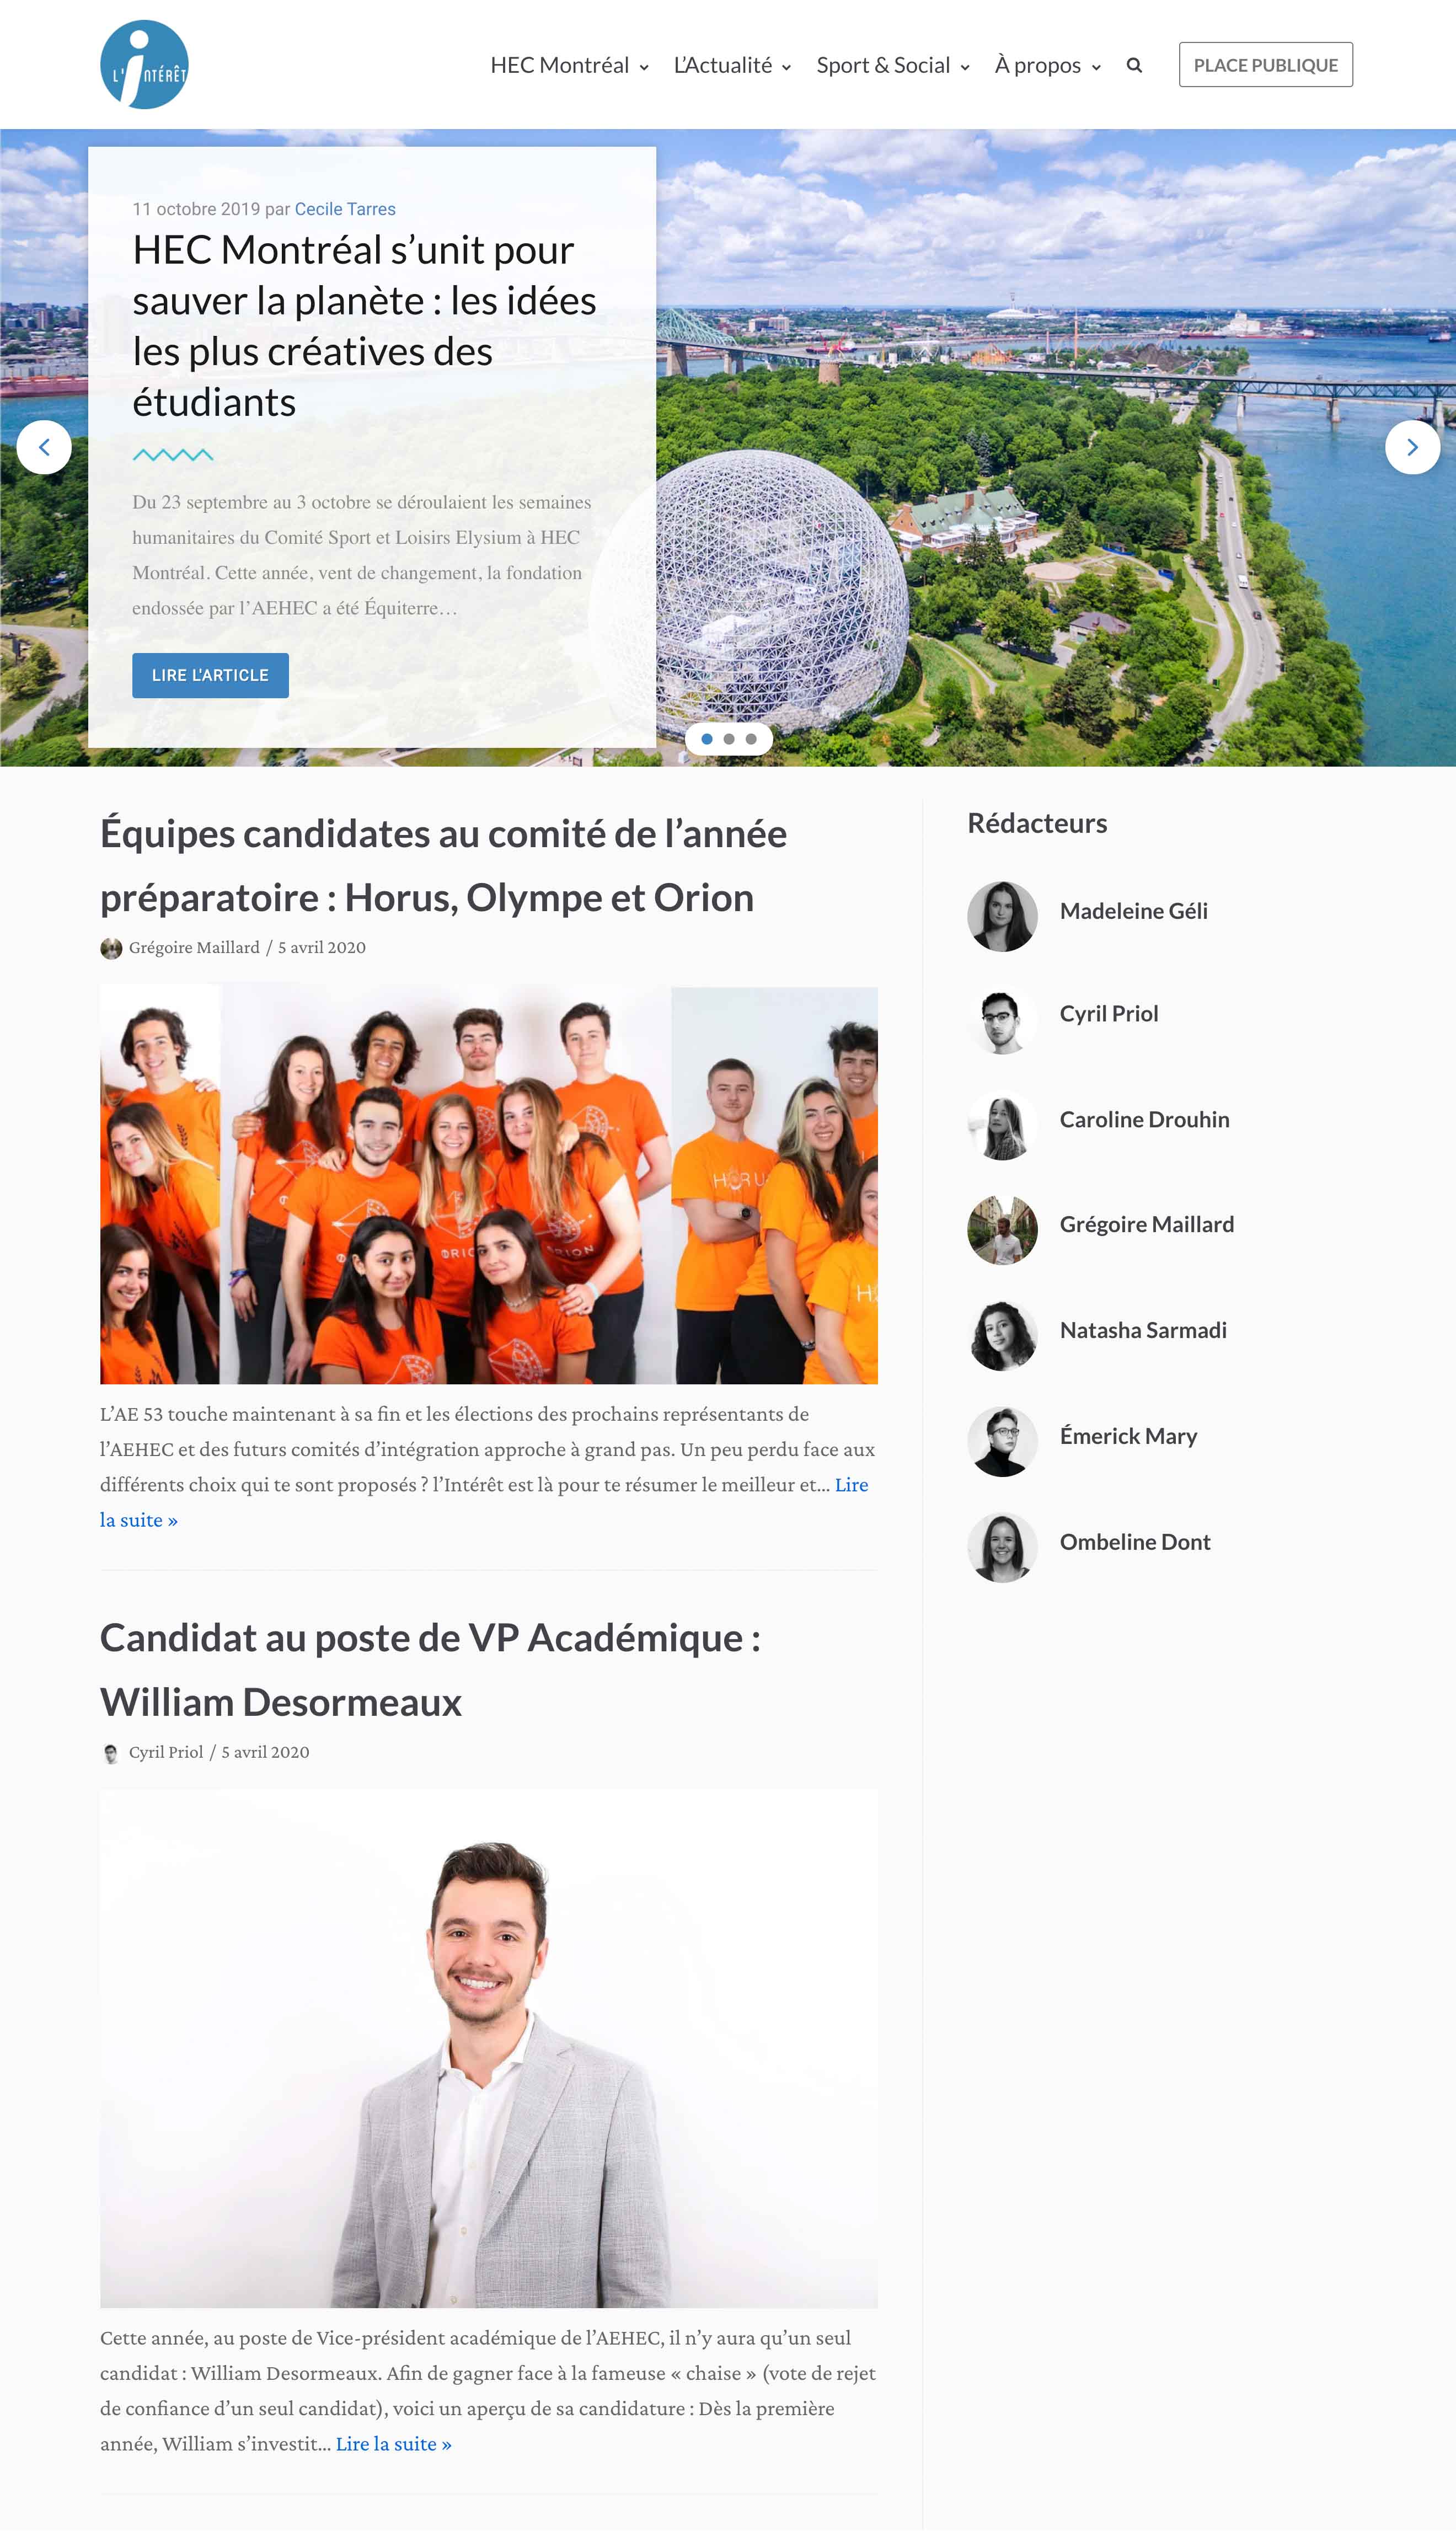 L'INTÉRÊT
HEC Montréal
L’Actualité
Sport & Social
À propos
PLACE PUBLIQUE
11 octobre 2019 par Cecile Tarres
HEC Montréal s’unit pour
sauver la planète : les idées
les plus créatives des
étudiants
Du 23 septembre au 3 octobre se déroulaient les semaines
humanitaires du Comité Sport et Loisirs Elysium à HEC
Montréal. Cette année, vent de changement, la fondation
endossée par l’AEHEC a été Équiterre…
LIRE L'ARTICLE
Équipes candidates au comité de l’année
préparatoire : Horus, Olympe et Orion
Grégoire Maillard / 5 avril 2020
HORUS
ORIO
ORION
H
L’AE 53 touche maintenant à sa fin et les élections des prochains représentants de
l’AEHEC et des futurs comités d’intégration approche à grand pas. Un peu perdu face aux
différents choix qui te sont proposés ? l’Intérêt est là pour te résumer le meilleur et… Lire
la suite »
Candidat au poste de VP Académique :
William Desormeaux
Cyril Priol / 5 avril 2020
Cette année, au poste de Vice-président académique de l’AEHEC, il n’y aura qu’un seul
candidat : William Desormeaux. Afin de gagner face à la fameuse « chaise » (vote de rejet
de confiance d’un seul candidat), voici un aperçu de sa candidature : Dès la première
année, William s’investit… Lire la suite »
Rédacteurs
Madeleine Géli
Cyril Priol
Caroline Drouhin
Grégoire Maillard
Natasha Sarmadi
Émerick Mary
Ombeline Dont